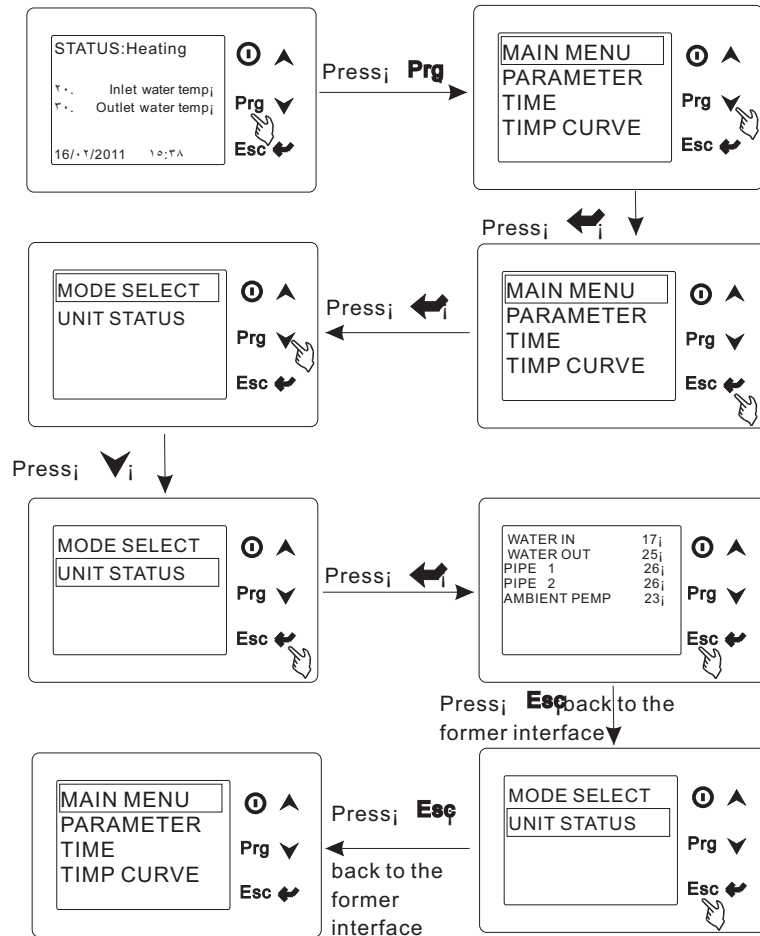 STATUS:Heating
٢٠. Inlet water temp¡
٣٠. Outlet water temp¡
16/٠٢/2011 ١٥:٣٨
Prg
Esc
Press¡ Prg
MAIN MENU
PARAMETER
TIME
TIMP CURVE
Prg
Esc
Press¡ ¡
MAIN MENU
PARAMETER
TIME
TIMP CURVE
Prg
Esc
Press¡ ¡
MODE SELECT
UNIT STATUS
Prg
Esc
Press¡ ¡
MODE SELECT
UNIT STATUS
Prg
Esc
Press¡ ¡
WATER IN 17¡
WATER OUT 25¡
PIPE 1 26¡
PIPE 2 26¡
AMBIENT PEMP 23¡
Prg
Esc
Press¡ Esc¡back to the
former interface
MODE SELECT
UNIT STATUS
Prg
Esc
Press¡ Esc¡
back to the
former
interface
MAIN MENU
PARAMETER
TIME
TIMP CURVE
Prg
Esc